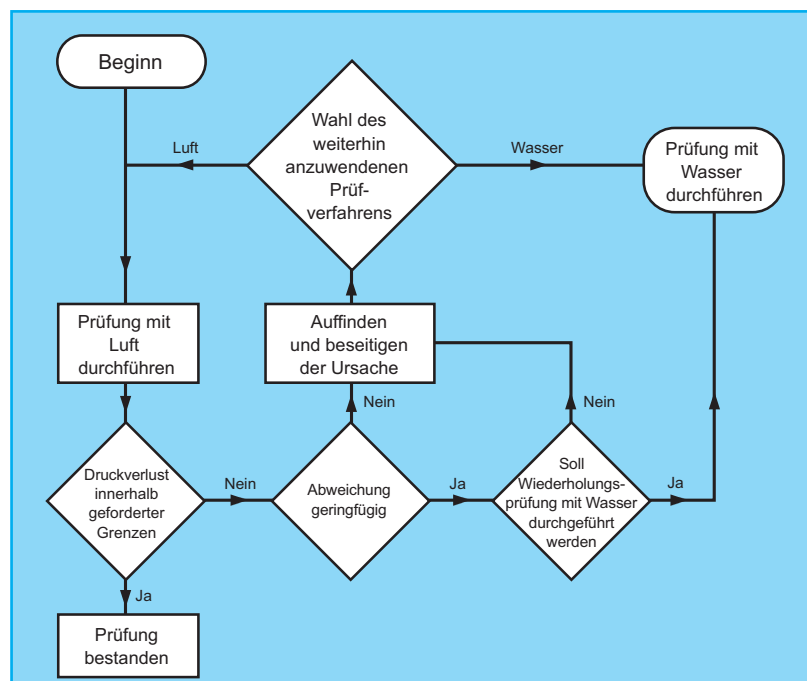 Beginn
Wahl des
weiterhin
anzuwendenen
Prüf-
verfahrens
Luft
Wasser
Prüfung mit
Wasser
durchführen
Prüfung mit
Luft
durchführen
Auffinden
und beseitigen
der Ursache
Nein
Nein
Druckverlust
innerhalb
geforderter
Grenzen
Nein
Abweichung
geringfügig
Ja
Soll
Wiederholungs-
prüfung mit Wasser
durchgeführt
werden
Ja
Ja
Prüfung
bestanden